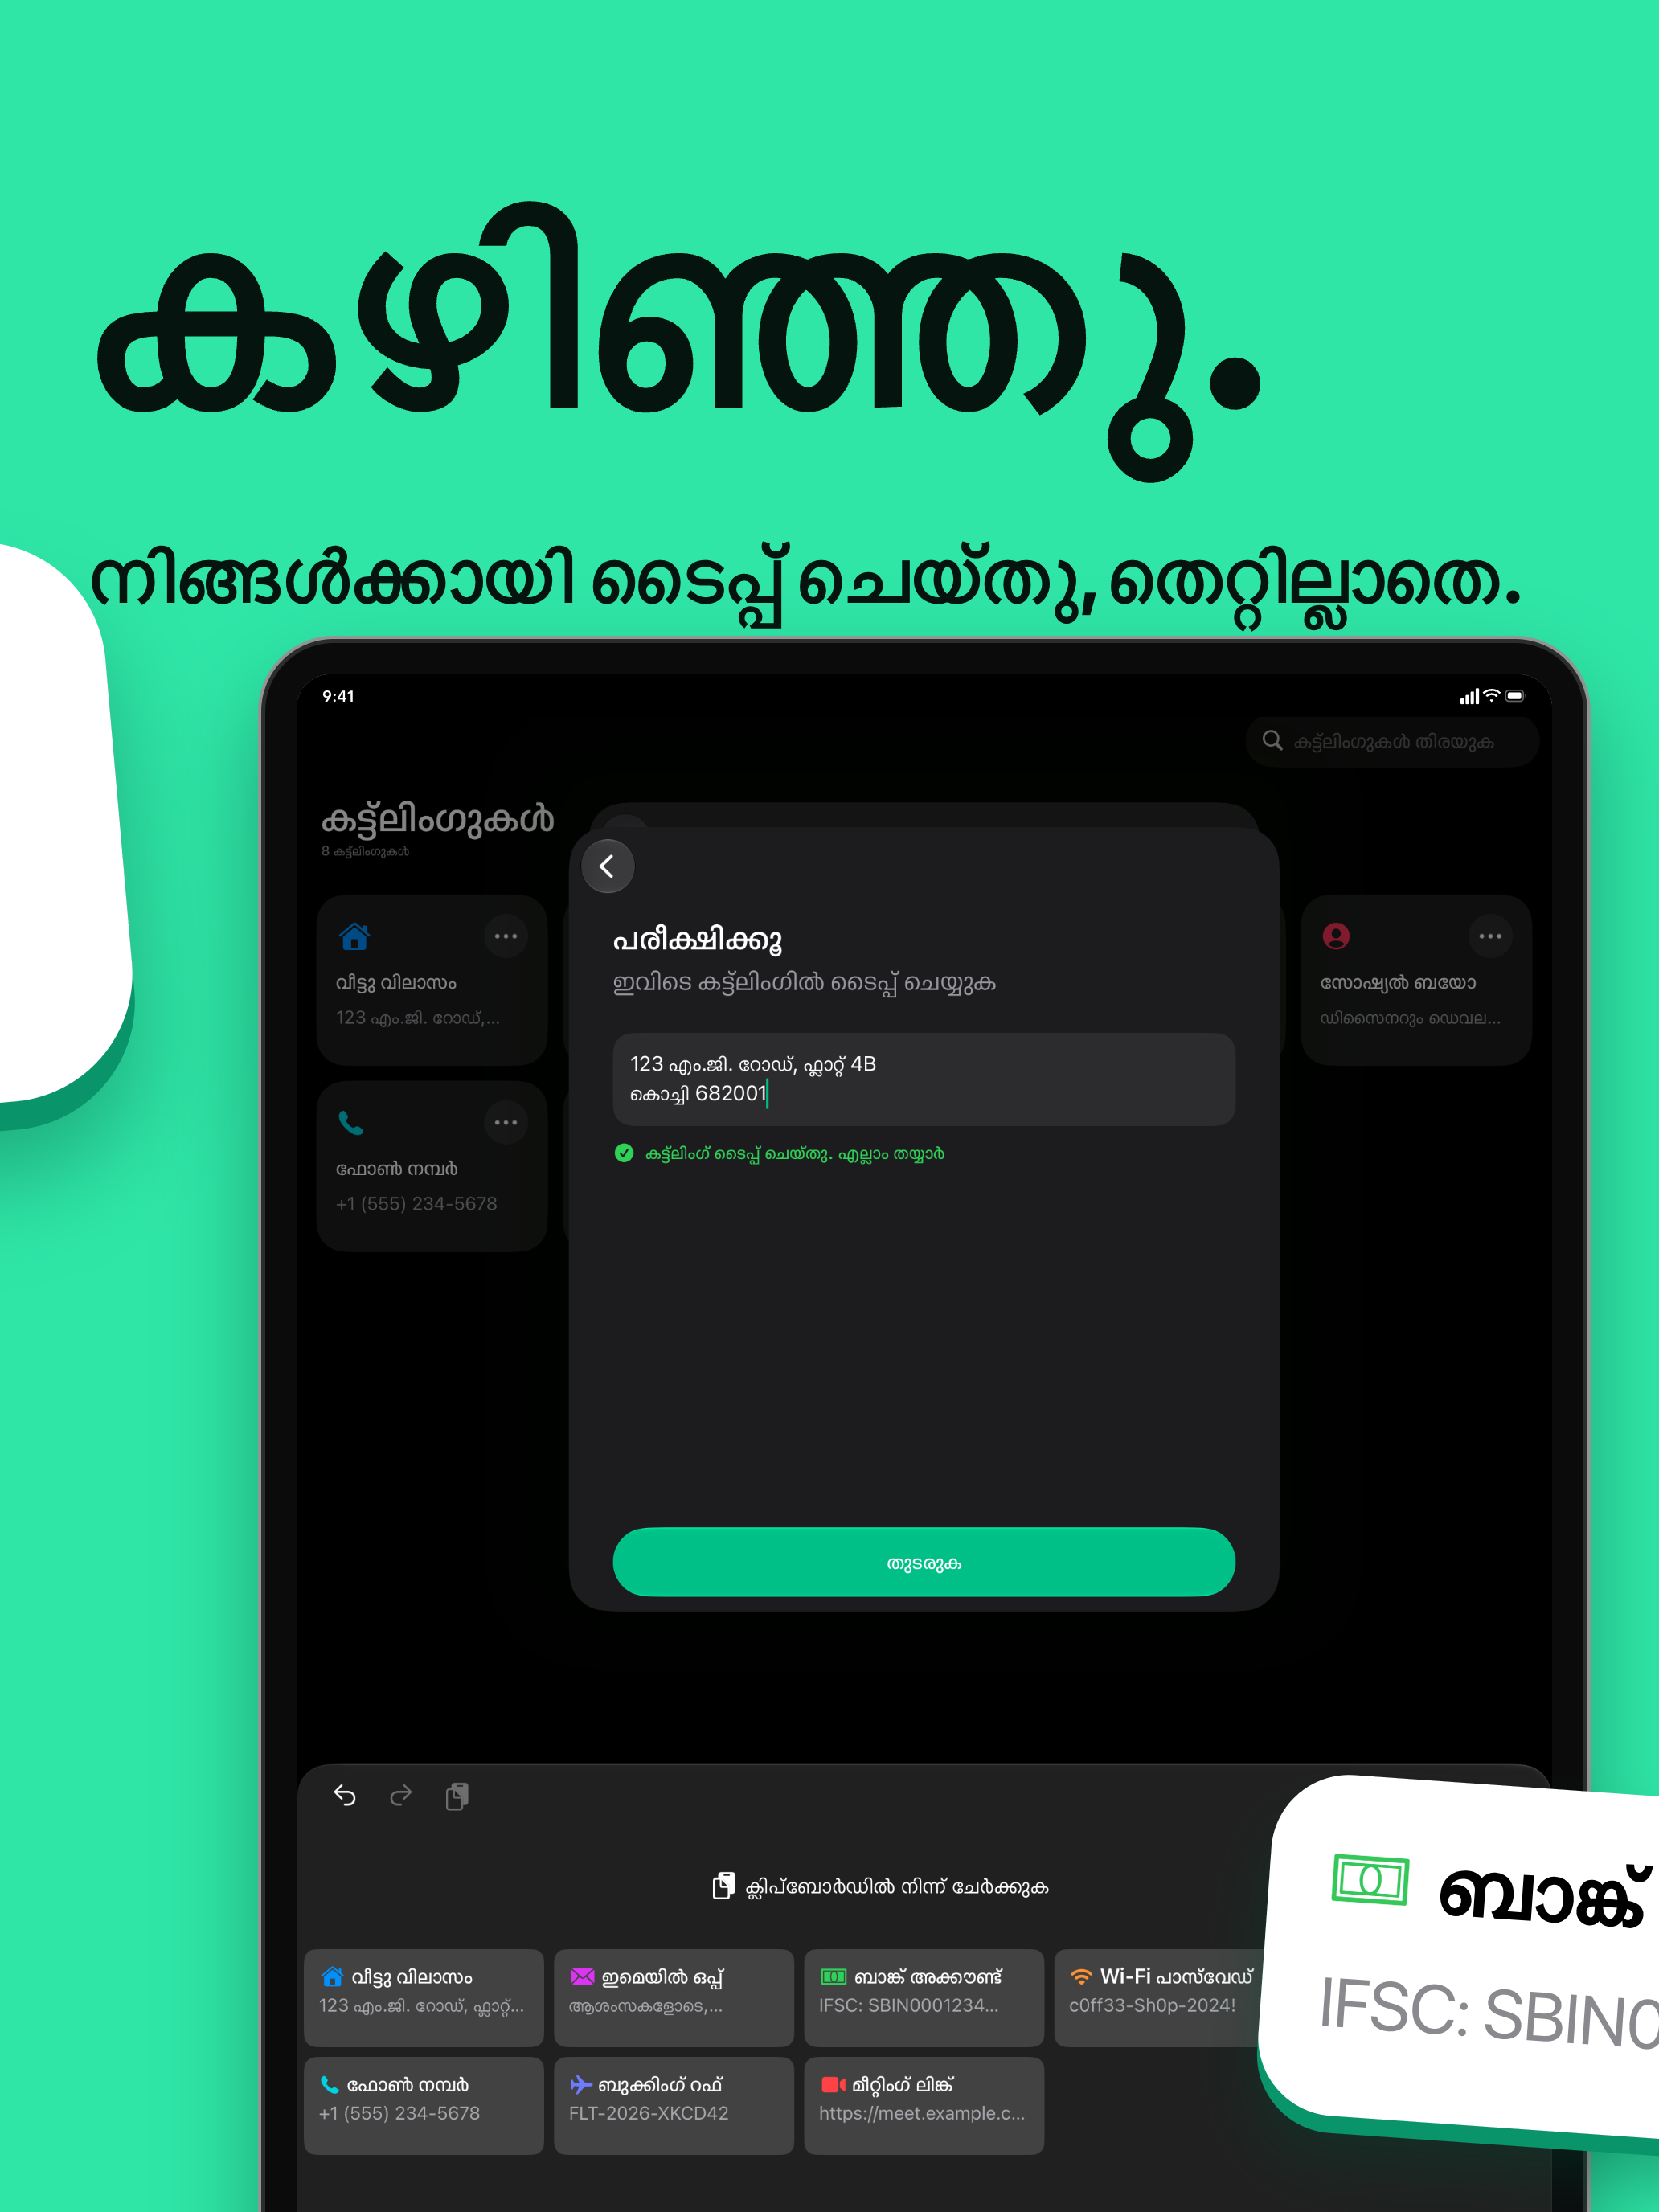 കഴിഞ്ഞു.
നിങ്ങൾക്കായി ടൈപ്പ് ചെയ്തു, തെറ്റില്ലാതെ.
9:41
കട്ട്ലിംഗുകൾ തിരയുക
കട്ട്ലിംഗുകൾ
8 കട്ട്ലിംഗുകൾ
വീട്ടു വിലാസം
123 എം.ജി. റോഡ്,...
സോഷ്യൽ ബയോ
ഡിസൈനറും ഡെവല...
ഫോൺ നമ്പർ
+1 (555) 234-5678
പരീക്ഷിക്കൂ
ഇവിടെ കട്ട്ലിംഗിൽ ടൈപ്പ് ചെയ്യുക
123 എം.ജി. റോഡ്, ഫ്ലാറ്റ് 4B
കൊച്ചി 682001
കട്ട്ലിംഗ് ടൈപ്പ് ചെയ്തു. എല്ലാം തയ്യാർ
തുടരുക
ക്ലിപ്ബോർഡിൽ നിന്ന് ചേർക്കുക
വീട്ടു വിലാസം
123 എം.ജി. റോഡ്, ഫ്ലാറ്റ്...
ഇമെയിൽ ഒപ്പ്
ആശംസകളോടെ,...
ബാങ്ക് അക്കൗണ്ട്
IFSC: SBIN0001234...
Wi-Fi പാസ്‌വേഡ്
c0ff33-Sh0p-2024!
ഫോൺ നമ്പർ
+1 (555) 234-5678
ബുക്കിംഗ് റഫ്
FLT-2026-XKCD42
മീറ്റിംഗ് ലിങ്ക്
https://meet.example.c...
ബാങ്ക്
IFSC: SBIN0